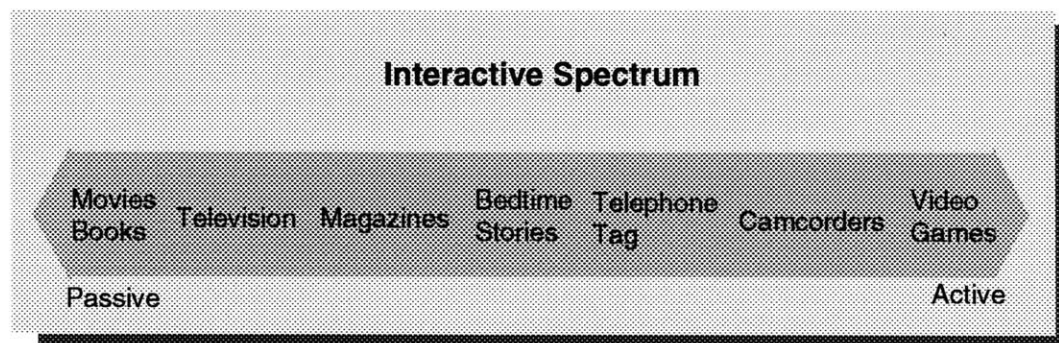 Interactive Spectrum
Movies
Books
Television
Magazines
Bedtime
Stories
Telephone
Tag
Camcorders
Video
Games
Passive
Active